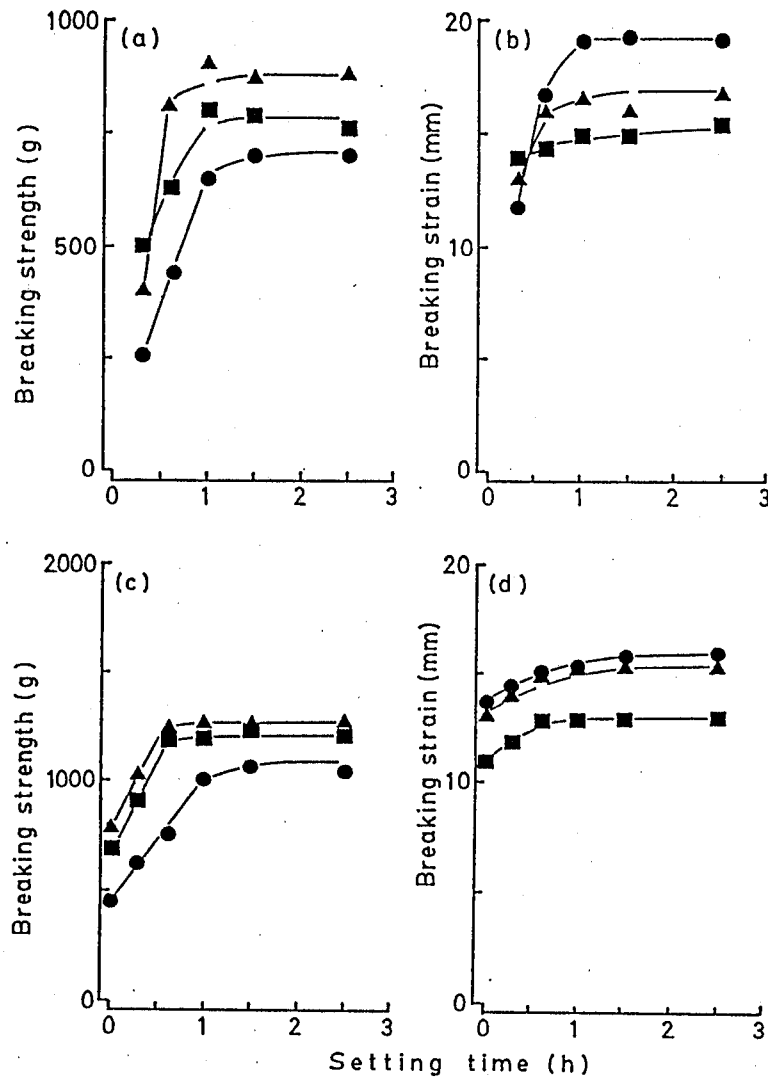 (a)
Breaking strength (g)
1000
500
0
0 1 2 3
(b)
Breaking strain (mm)
20
10
0
0 1 2 3
(c)
Breaking strength (g)
2000
1000
0
0 1 2 3
(d)
Breaking strain (mm)
20
10
0
0 1 2 3
Setting time (h)